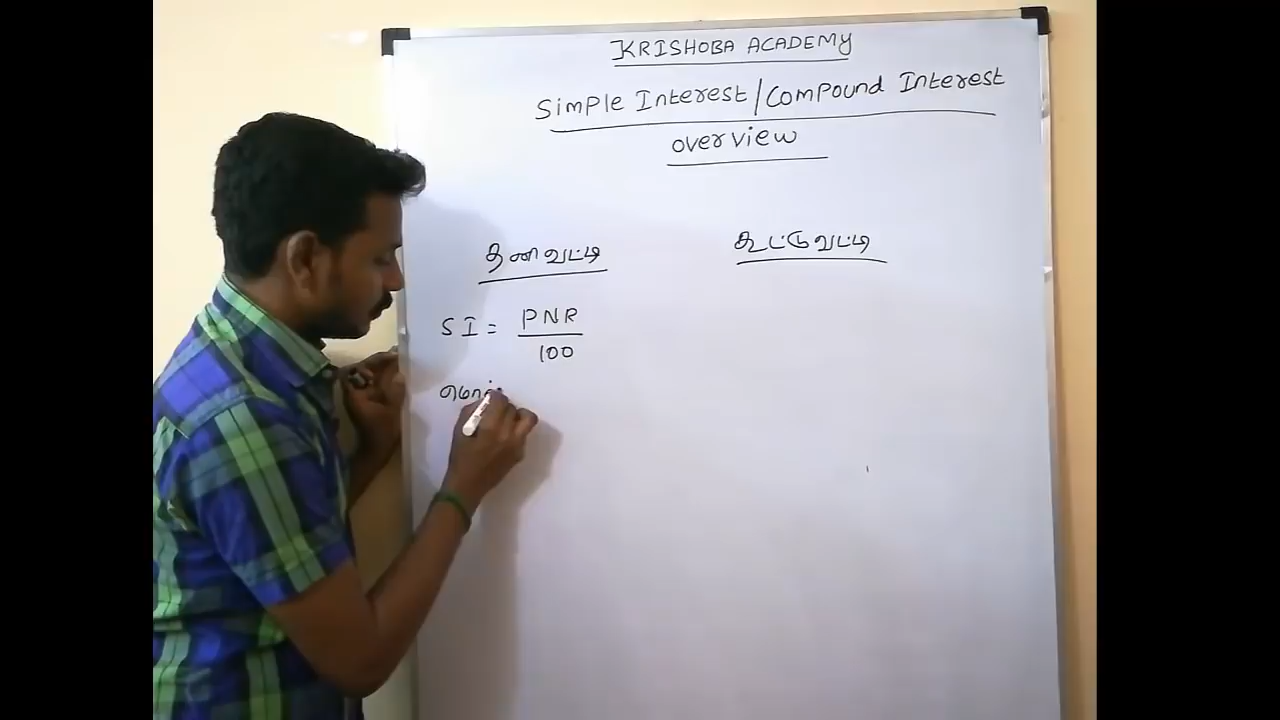 KRISHOBA ACADEMY
Simple Interest/Compound Interest
overview
தனிவட்டி
கூட்டுவட்டி
SI = PNR
100